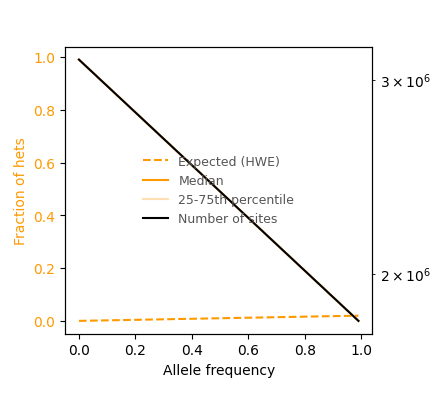 1.0
0.8
0.6
0.4
0.2
0.0
Fraction of hets
3 × 10⁶
2 × 10⁶
Expected (HWE)
Median
25-75th percentile
Number of sites
0.0 0.2 0.4 0.6 0.8 1.0
Allele frequency